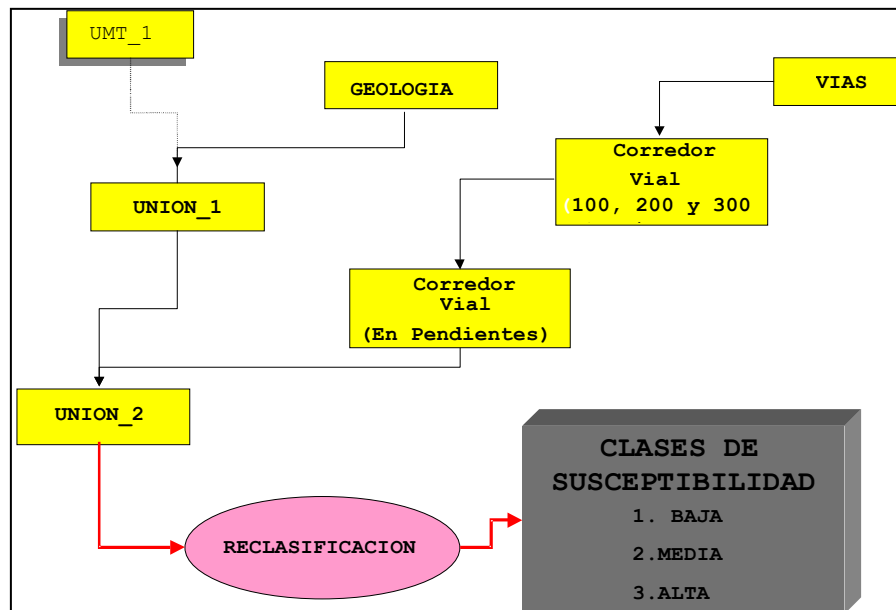 UMT_1
GEOLOGIA
VIAS
Corredor
Vial
(100, 200 y 300
UNION_1
Corredor
Vial
(En Pendientes)
UNION_2
CLASES DE
SUSCEPTIBILIDAD
1. BAJA
2.MEDIA
3.ALTA
RECLASIFICACION